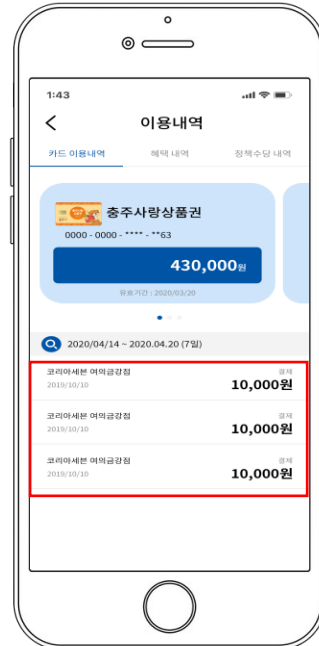 1:43
이용내역
카드 이용내역 혜택 내역 정책수당 내역
충주사랑상품권
0000 - 0000 - **** - **63
430,000원
유효기간 : 2020/03/20
2020/04/14 ~ 2020.04.20 (7일)
코리아세븐 여의금강점 결제
2019/10/10 10,000원
코리아세븐 여의금강점 결제
2019/10/10 10,000원
코리아세븐 여의금강점 결제
2019/10/10 10,000원